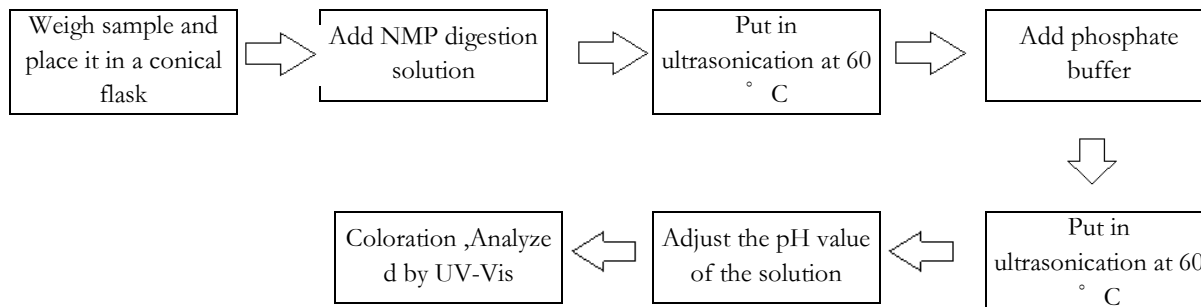 Weigh sample and
place it in a conical
flask
Add NMP digestion
solution
Put in
ultrasonication at 60
° C
Add phosphate
buffer
Put in
ultrasonication at 60
° C
Adjust the pH value
of the solution
Coloration ,Analyze
d by UV-Vis